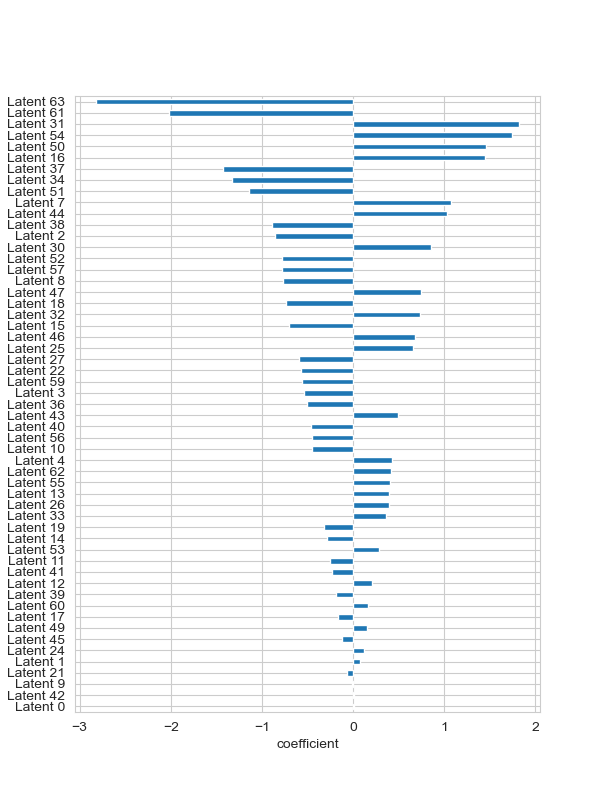 Latent 63
Latent 61
Latent 31
Latent 54
Latent 50
Latent 16
Latent 37
Latent 34
Latent 51
Latent 7
Latent 44
Latent 38
Latent 2
Latent 30
Latent 52
Latent 57
Latent 8
Latent 47
Latent 18
Latent 32
Latent 15
Latent 46
Latent 25
Latent 27
Latent 22
Latent 59
Latent 3
Latent 36
Latent 43
Latent 40
Latent 56
Latent 10
Latent 4
Latent 62
Latent 55
Latent 13
Latent 26
Latent 33
Latent 19
Latent 14
Latent 53
Latent 11
Latent 41
Latent 12
Latent 39
Latent 60
Latent 17
Latent 49
Latent 45
Latent 24
Latent 1
Latent 21
Latent 9
Latent 42
Latent 0
−3 −2 −1 0 1 2
coefficient